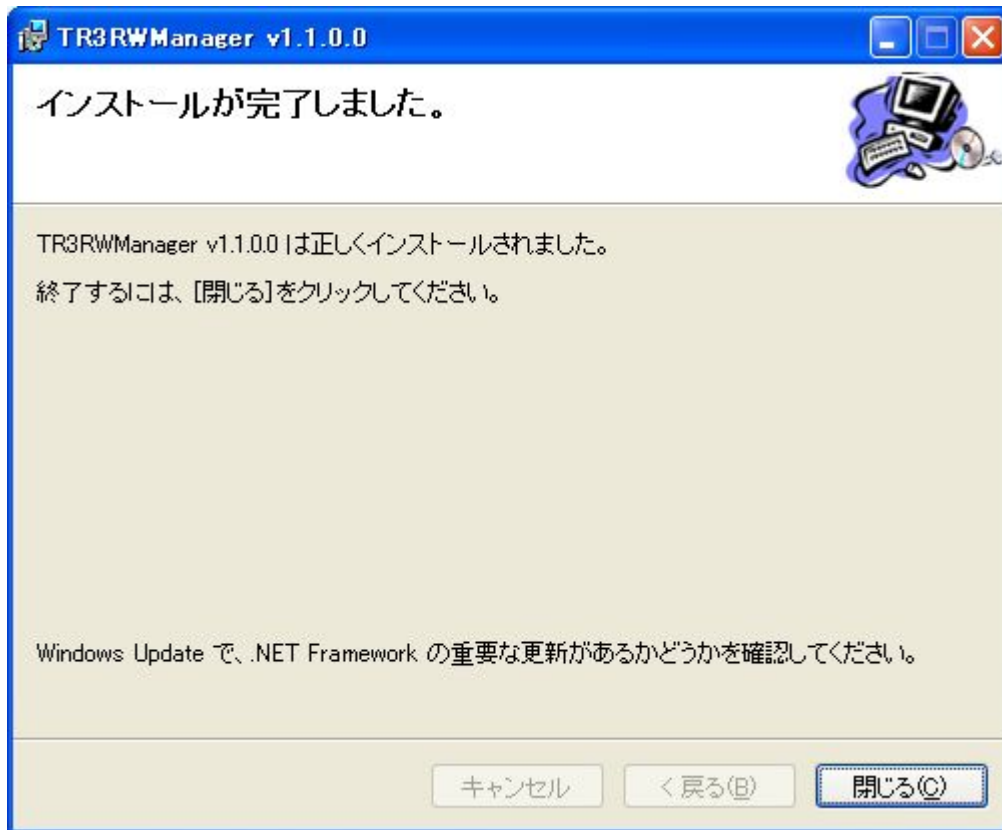 TR3RWManager v1.1.0.0
インストールが完了しました。
TR3RWManager v1.1.0.0 は正しくインストールされました。
終了するには、[閉じる]をクリックしてください。
Windows Update で、.NET Framework の重要な更新があるかどうかを確認してください。
キャンセル
< 戻る(B)
閉じる(C)